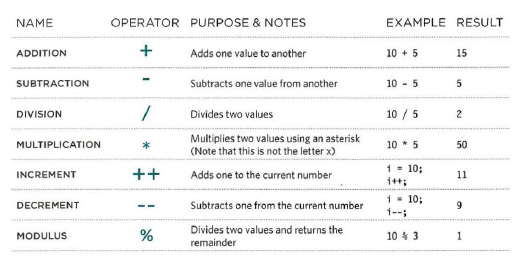 NAME OPERATOR PURPOSE & NOTES EXAMPLE RESULT
ADDITION + Adds one value to another 10 + 5 15
SUBTRACTION - Subtracts one value from another 10 - 5 5
DIVISION / Divides two values 10 / 5 2
MULTIPLICATION * Multiplies two values using an asterisk
(Note that this is not the letter x) 10 * 5 50
INCREMENT ++ Adds one to the current number i = 10;
i++; 11
DECREMENT -- Subtracts one from the current number i = 10;
i--; 9
MODULUS % Divides two values and returns the
remainder 10 % 3 1